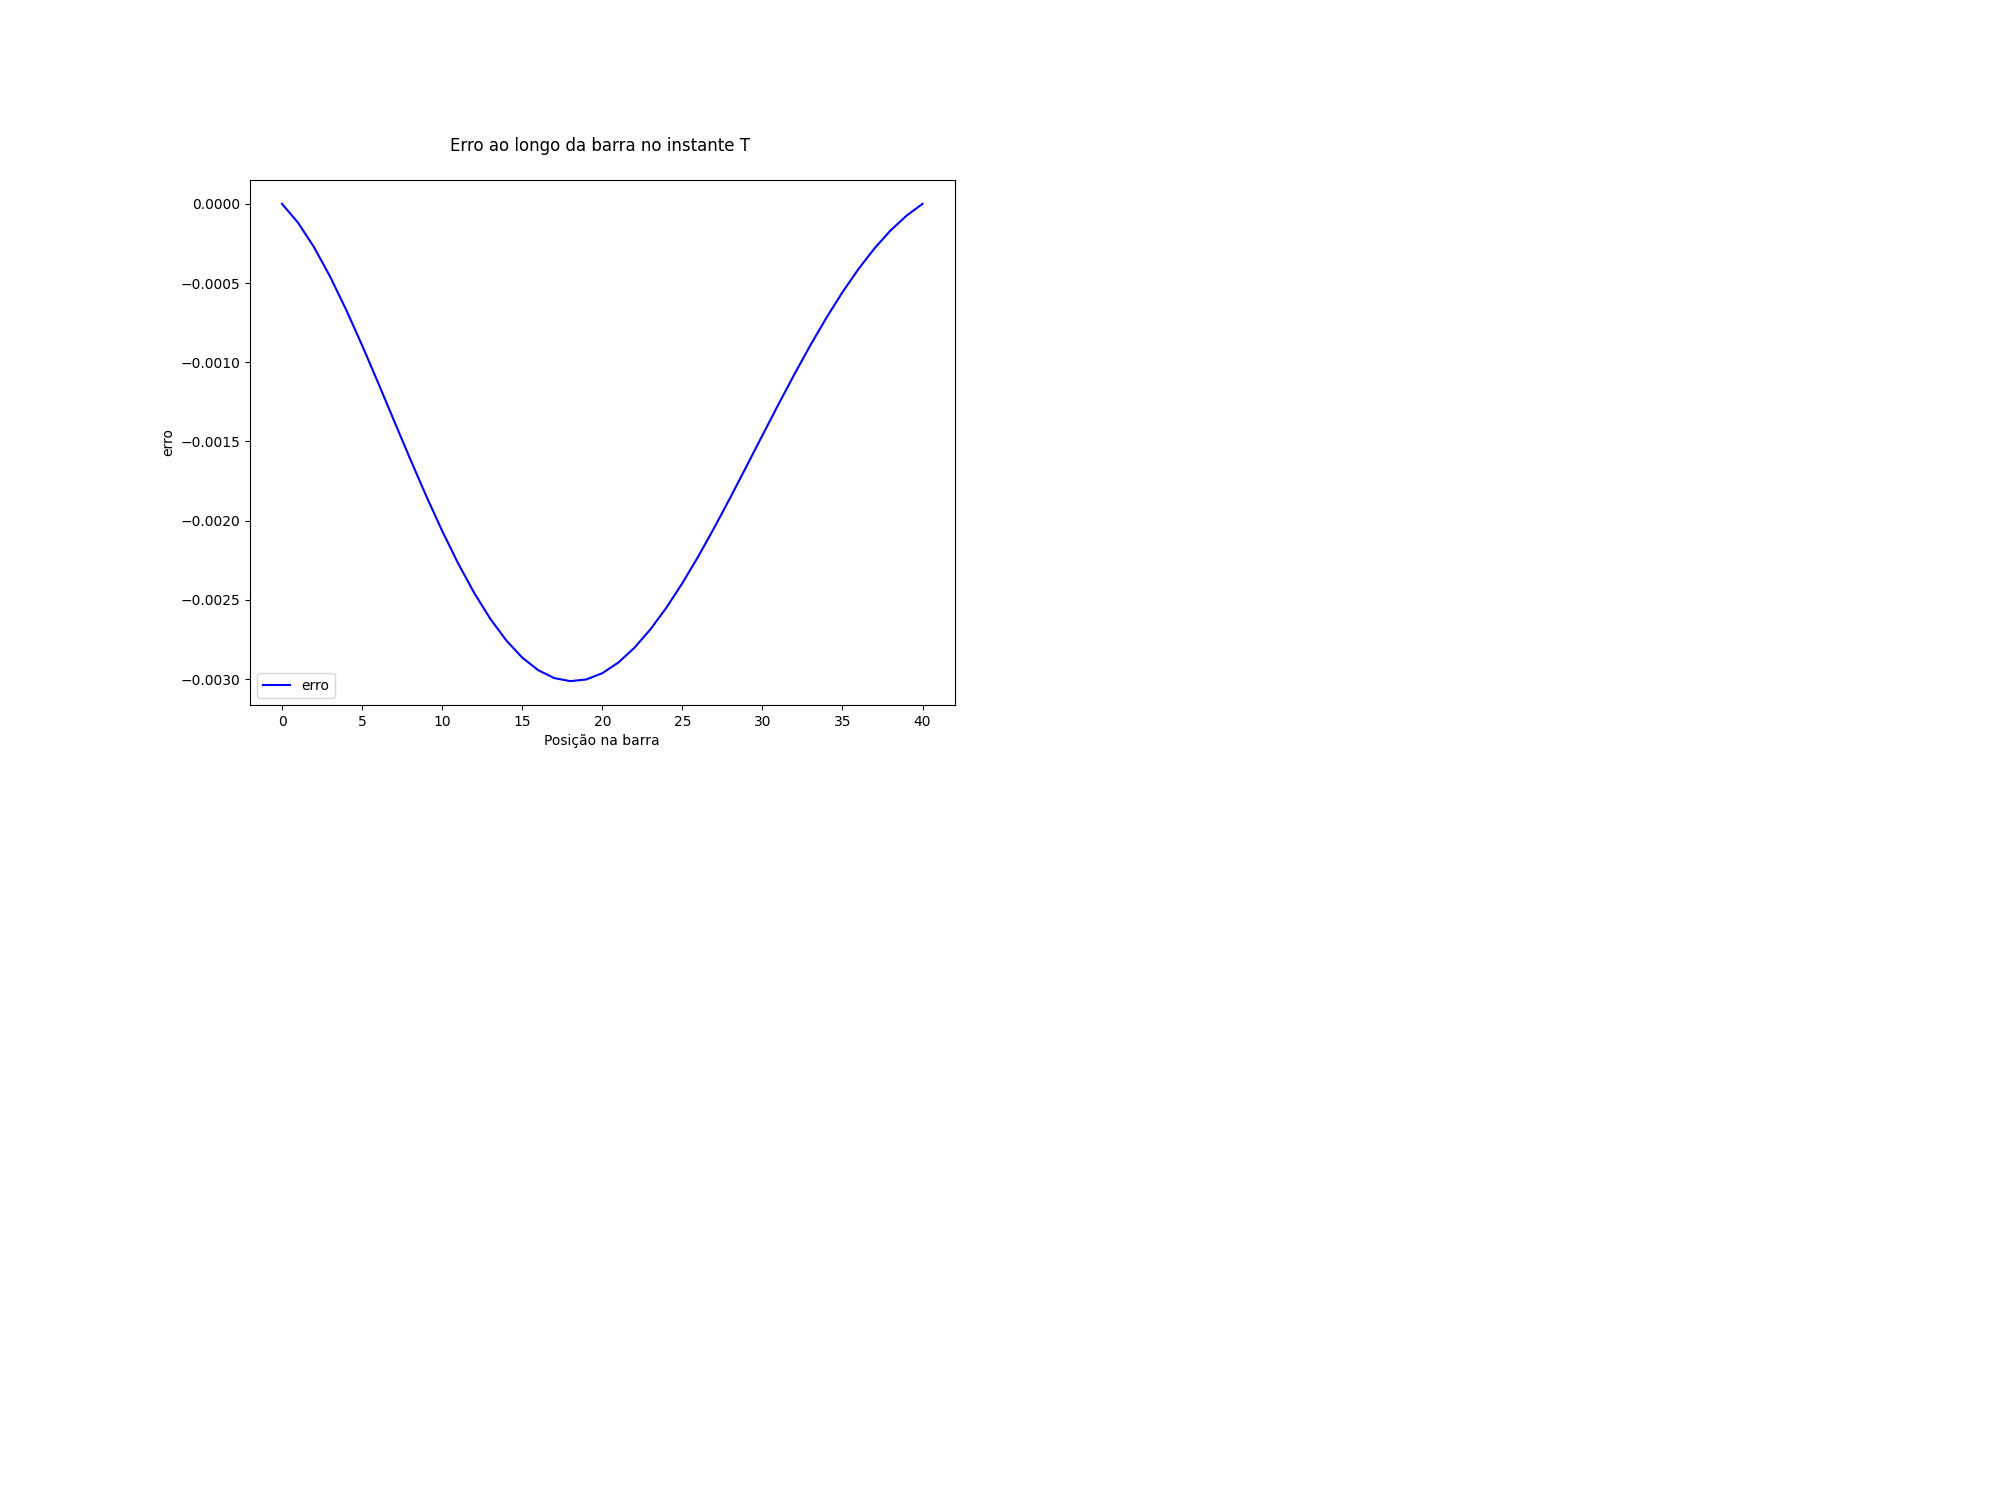 Erro ao longo da barra no instante T
0.0000
−0.0005
−0.0010
−0.0015
−0.0020
−0.0025
−0.0030
erro
erro
0 5 10 15 20 25 30 35 40
Posição na barra